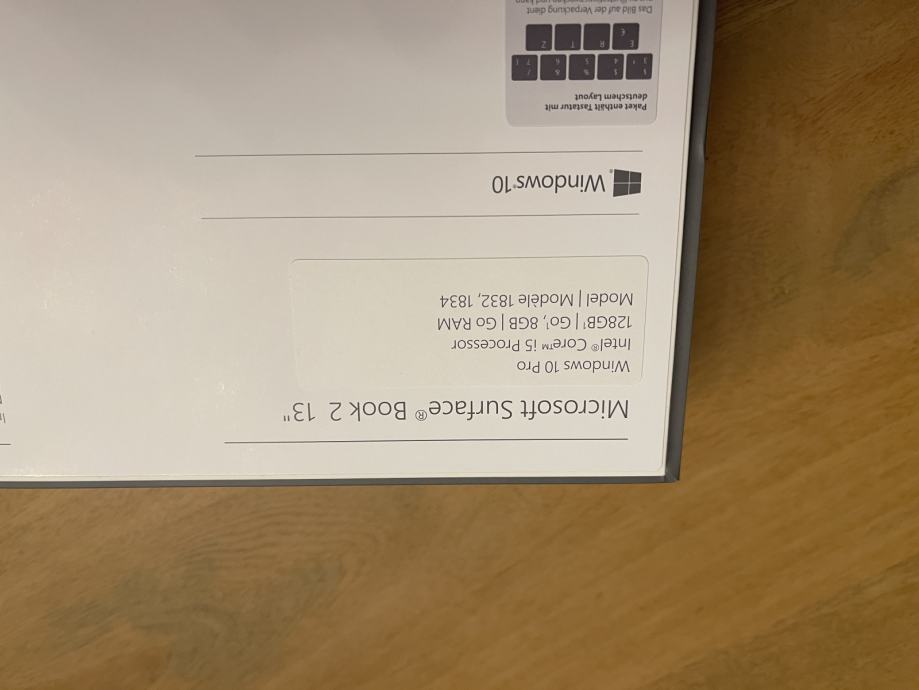 Microsoft Surface® Book 2 13"
Windows 10 Pro
Intel® Core™ i5 Processor
128GB¹ | Go¹, 8GB | Go RAM
Model | Modèle 1832, 1834
Windows®10
Paket enthält Tastatur mit
deutschem Layout
E € R T Z
Das Bild auf der Verpackung dient